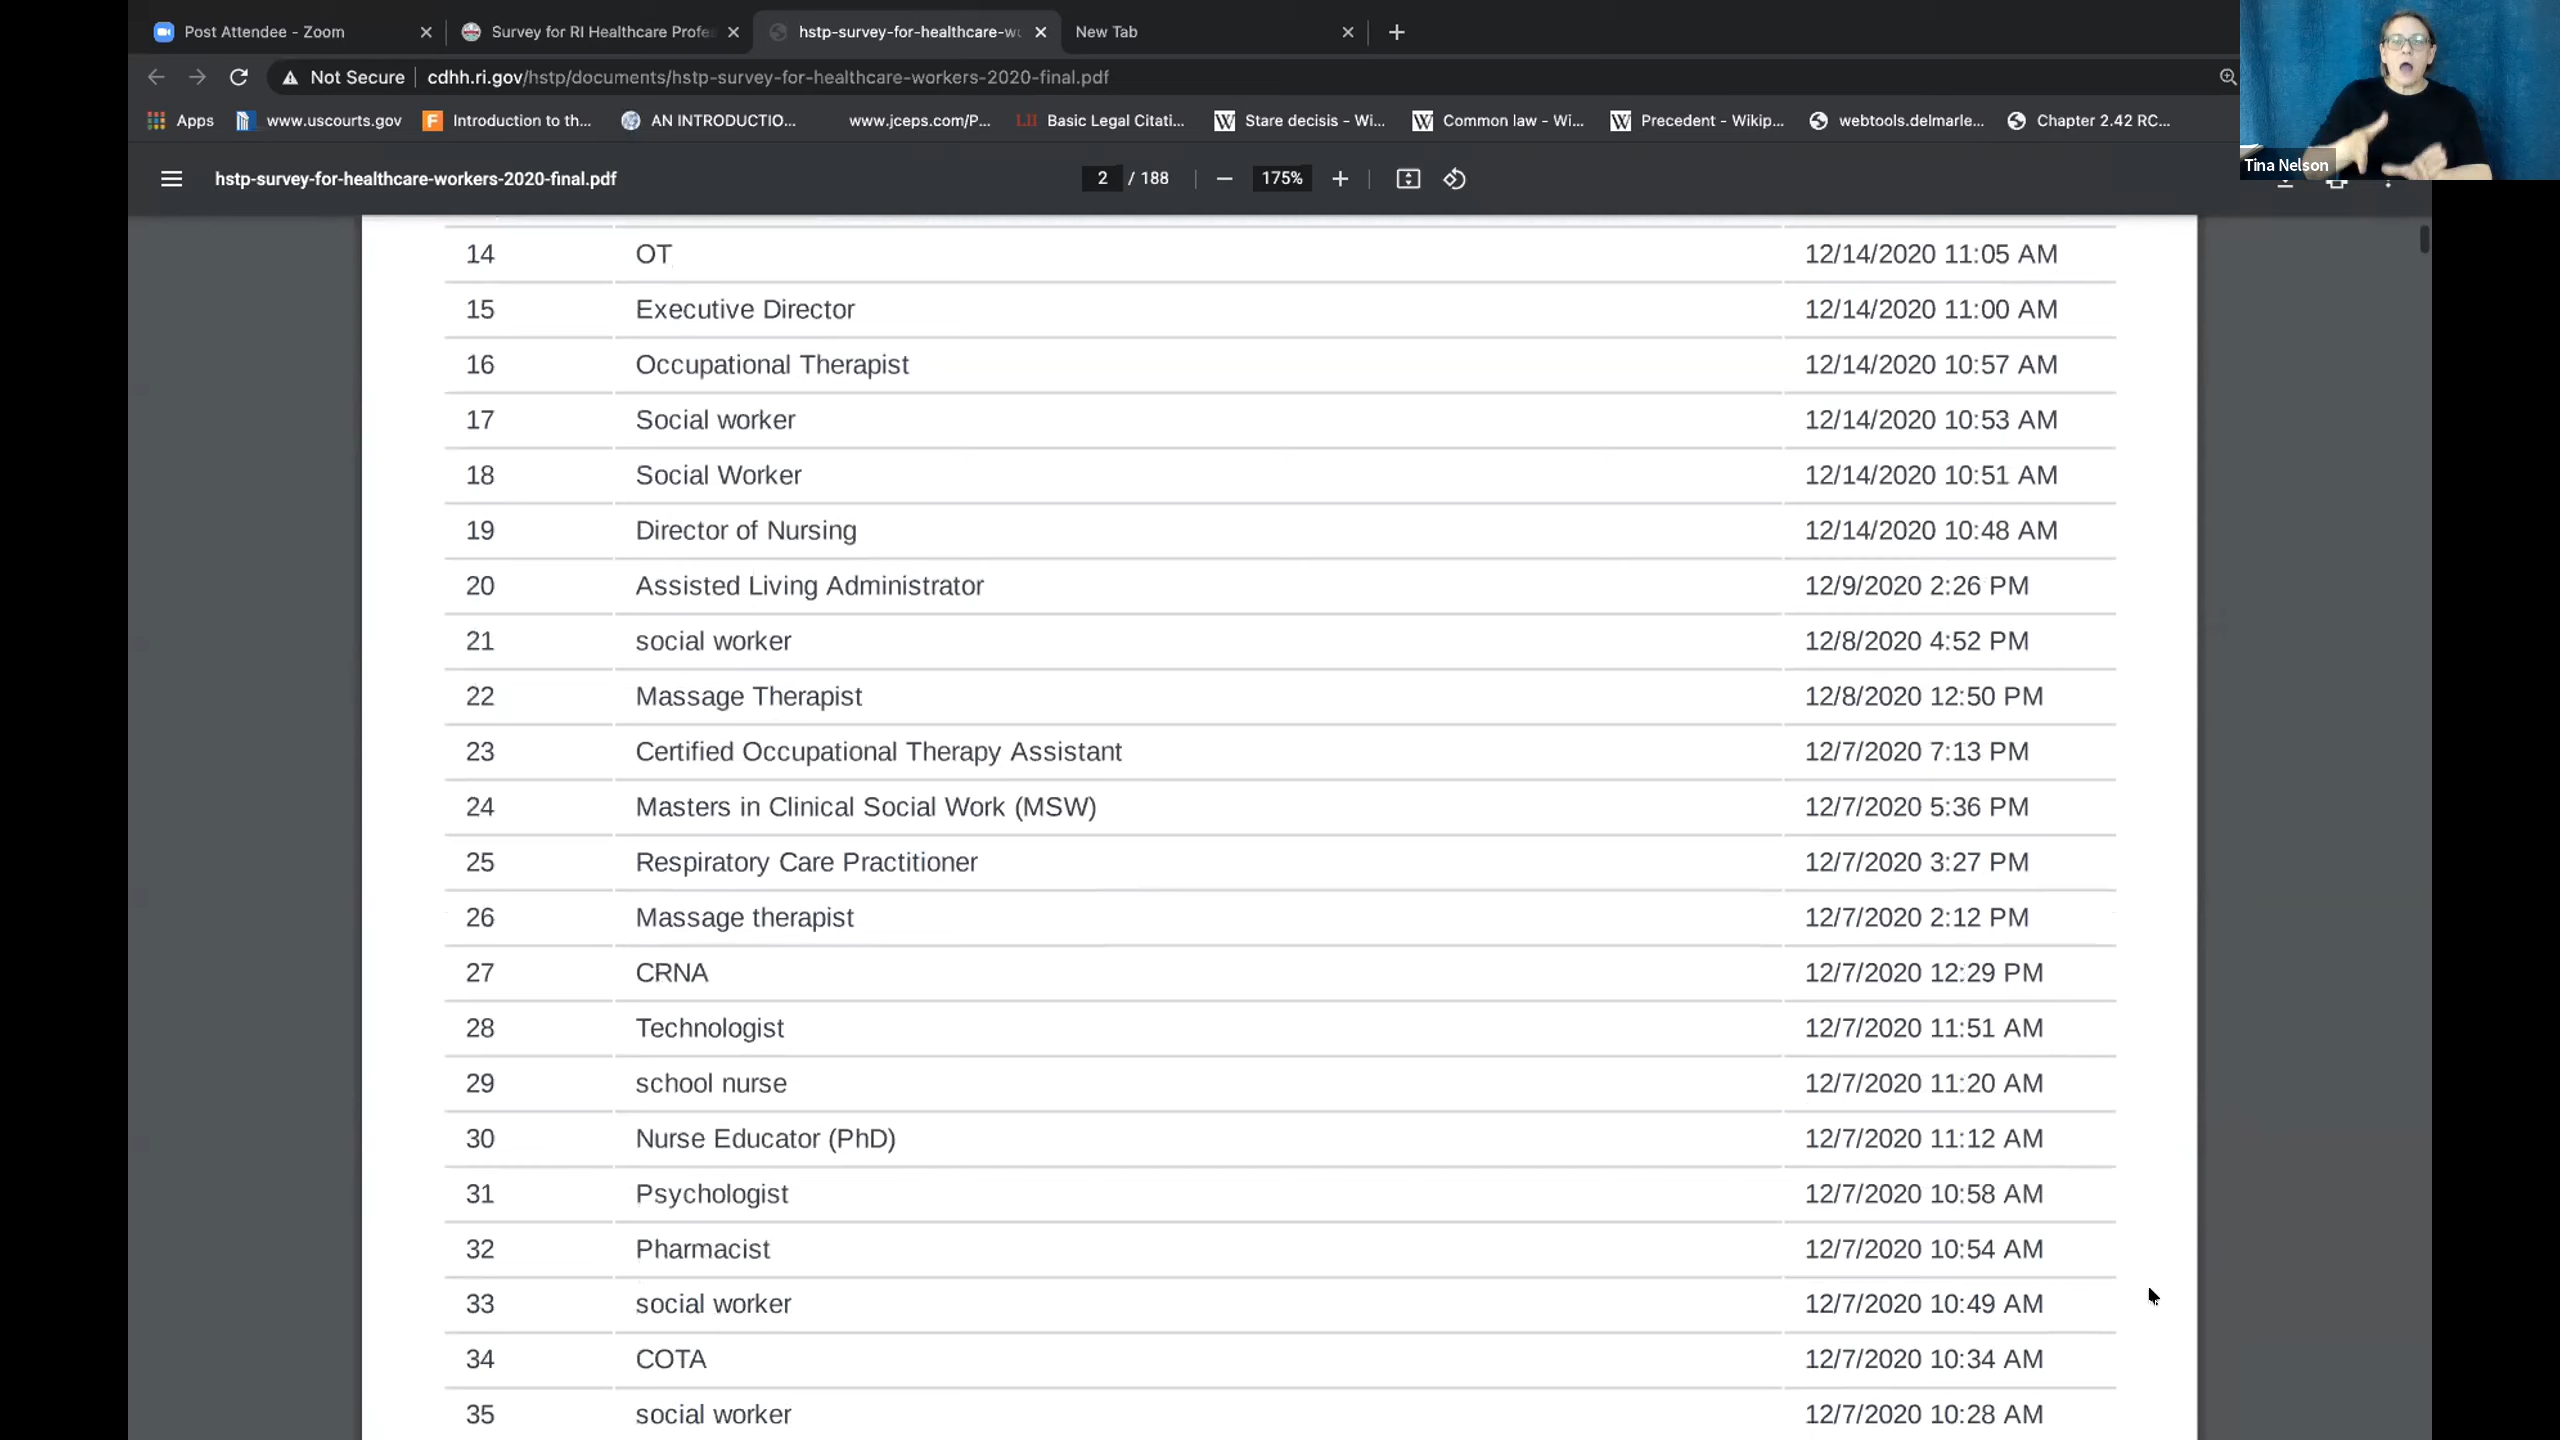 Post Attendee - Zoom
Survey for RI Healthcare Profes
hstp-survey-for-healthcare-wo
New Tab
Not Secure
cdhh.ri.gov/hstp/documents/hstp-survey-for-healthcare-workers-2020-final.pdf
Apps
www.uscourts.gov
Introduction to th...
AN INTRODUCTIO...
www.jceps.com/P...
LII Basic Legal Citati...
W Stare decisis - Wi...
W Common law - Wi...
W Precedent - Wikip...
webtools.delmarle...
Chapter 2.42 RC...
Tina Nelson
hstp-survey-for-healthcare-workers-2020-final.pdf
2 / 188
175%
14 OT 12/14/2020 11:05 AM
15 Executive Director 12/14/2020 11:00 AM
16 Occupational Therapist 12/14/2020 10:57 AM
17 Social worker 12/14/2020 10:53 AM
18 Social Worker 12/14/2020 10:51 AM
19 Director of Nursing 12/14/2020 10:48 AM
20 Assisted Living Administrator 12/9/2020 2:26 PM
21 social worker 12/8/2020 4:52 PM
22 Massage Therapist 12/8/2020 12:50 PM
23 Certified Occupational Therapy Assistant 12/7/2020 7:13 PM
24 Masters in Clinical Social Work (MSW) 12/7/2020 5:36 PM
25 Respiratory Care Practitioner 12/7/2020 3:27 PM
26 Massage therapist 12/7/2020 2:12 PM
27 CRNA 12/7/2020 12:29 PM
28 Technologist 12/7/2020 11:51 AM
29 school nurse 12/7/2020 11:20 AM
30 Nurse Educator (PhD) 12/7/2020 11:12 AM
31 Psychologist 12/7/2020 10:58 AM
32 Pharmacist 12/7/2020 10:54 AM
33 social worker 12/7/2020 10:49 AM
34 COTA 12/7/2020 10:34 AM
35 social worker 12/7/2020 10:28 AM